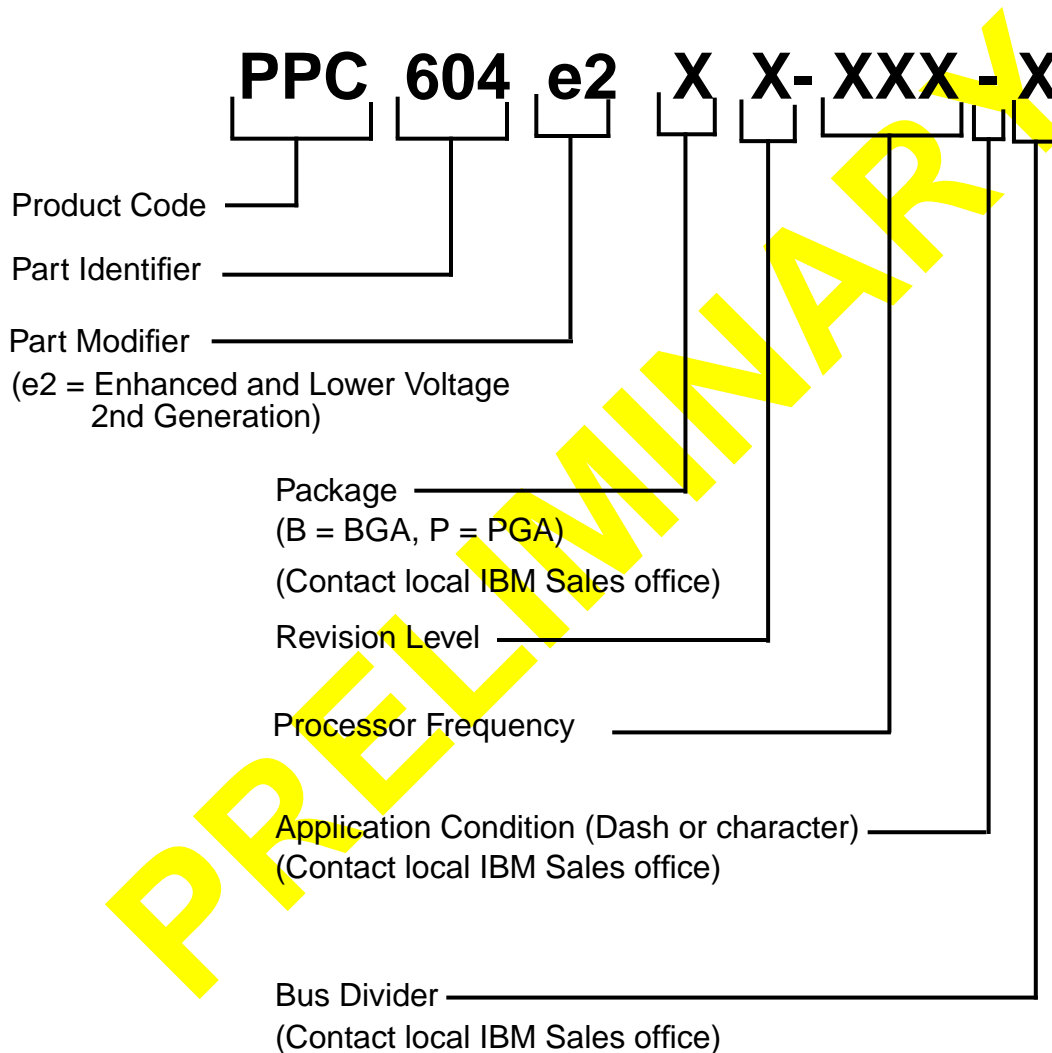 PPC 604 e2 X X- XXX - X
Product Code
Part Identifier
Part Modifier
(e2 = Enhanced and Lower Voltage
2nd Generation)
Package
(B = BGA, P = PGA)
(Contact local IBM Sales office)
Revision Level
Processor Frequency
Application Condition (Dash or character)
(Contact local IBM Sales office)
Bus Divider
(Contact local IBM Sales office)
PRELIMINARY